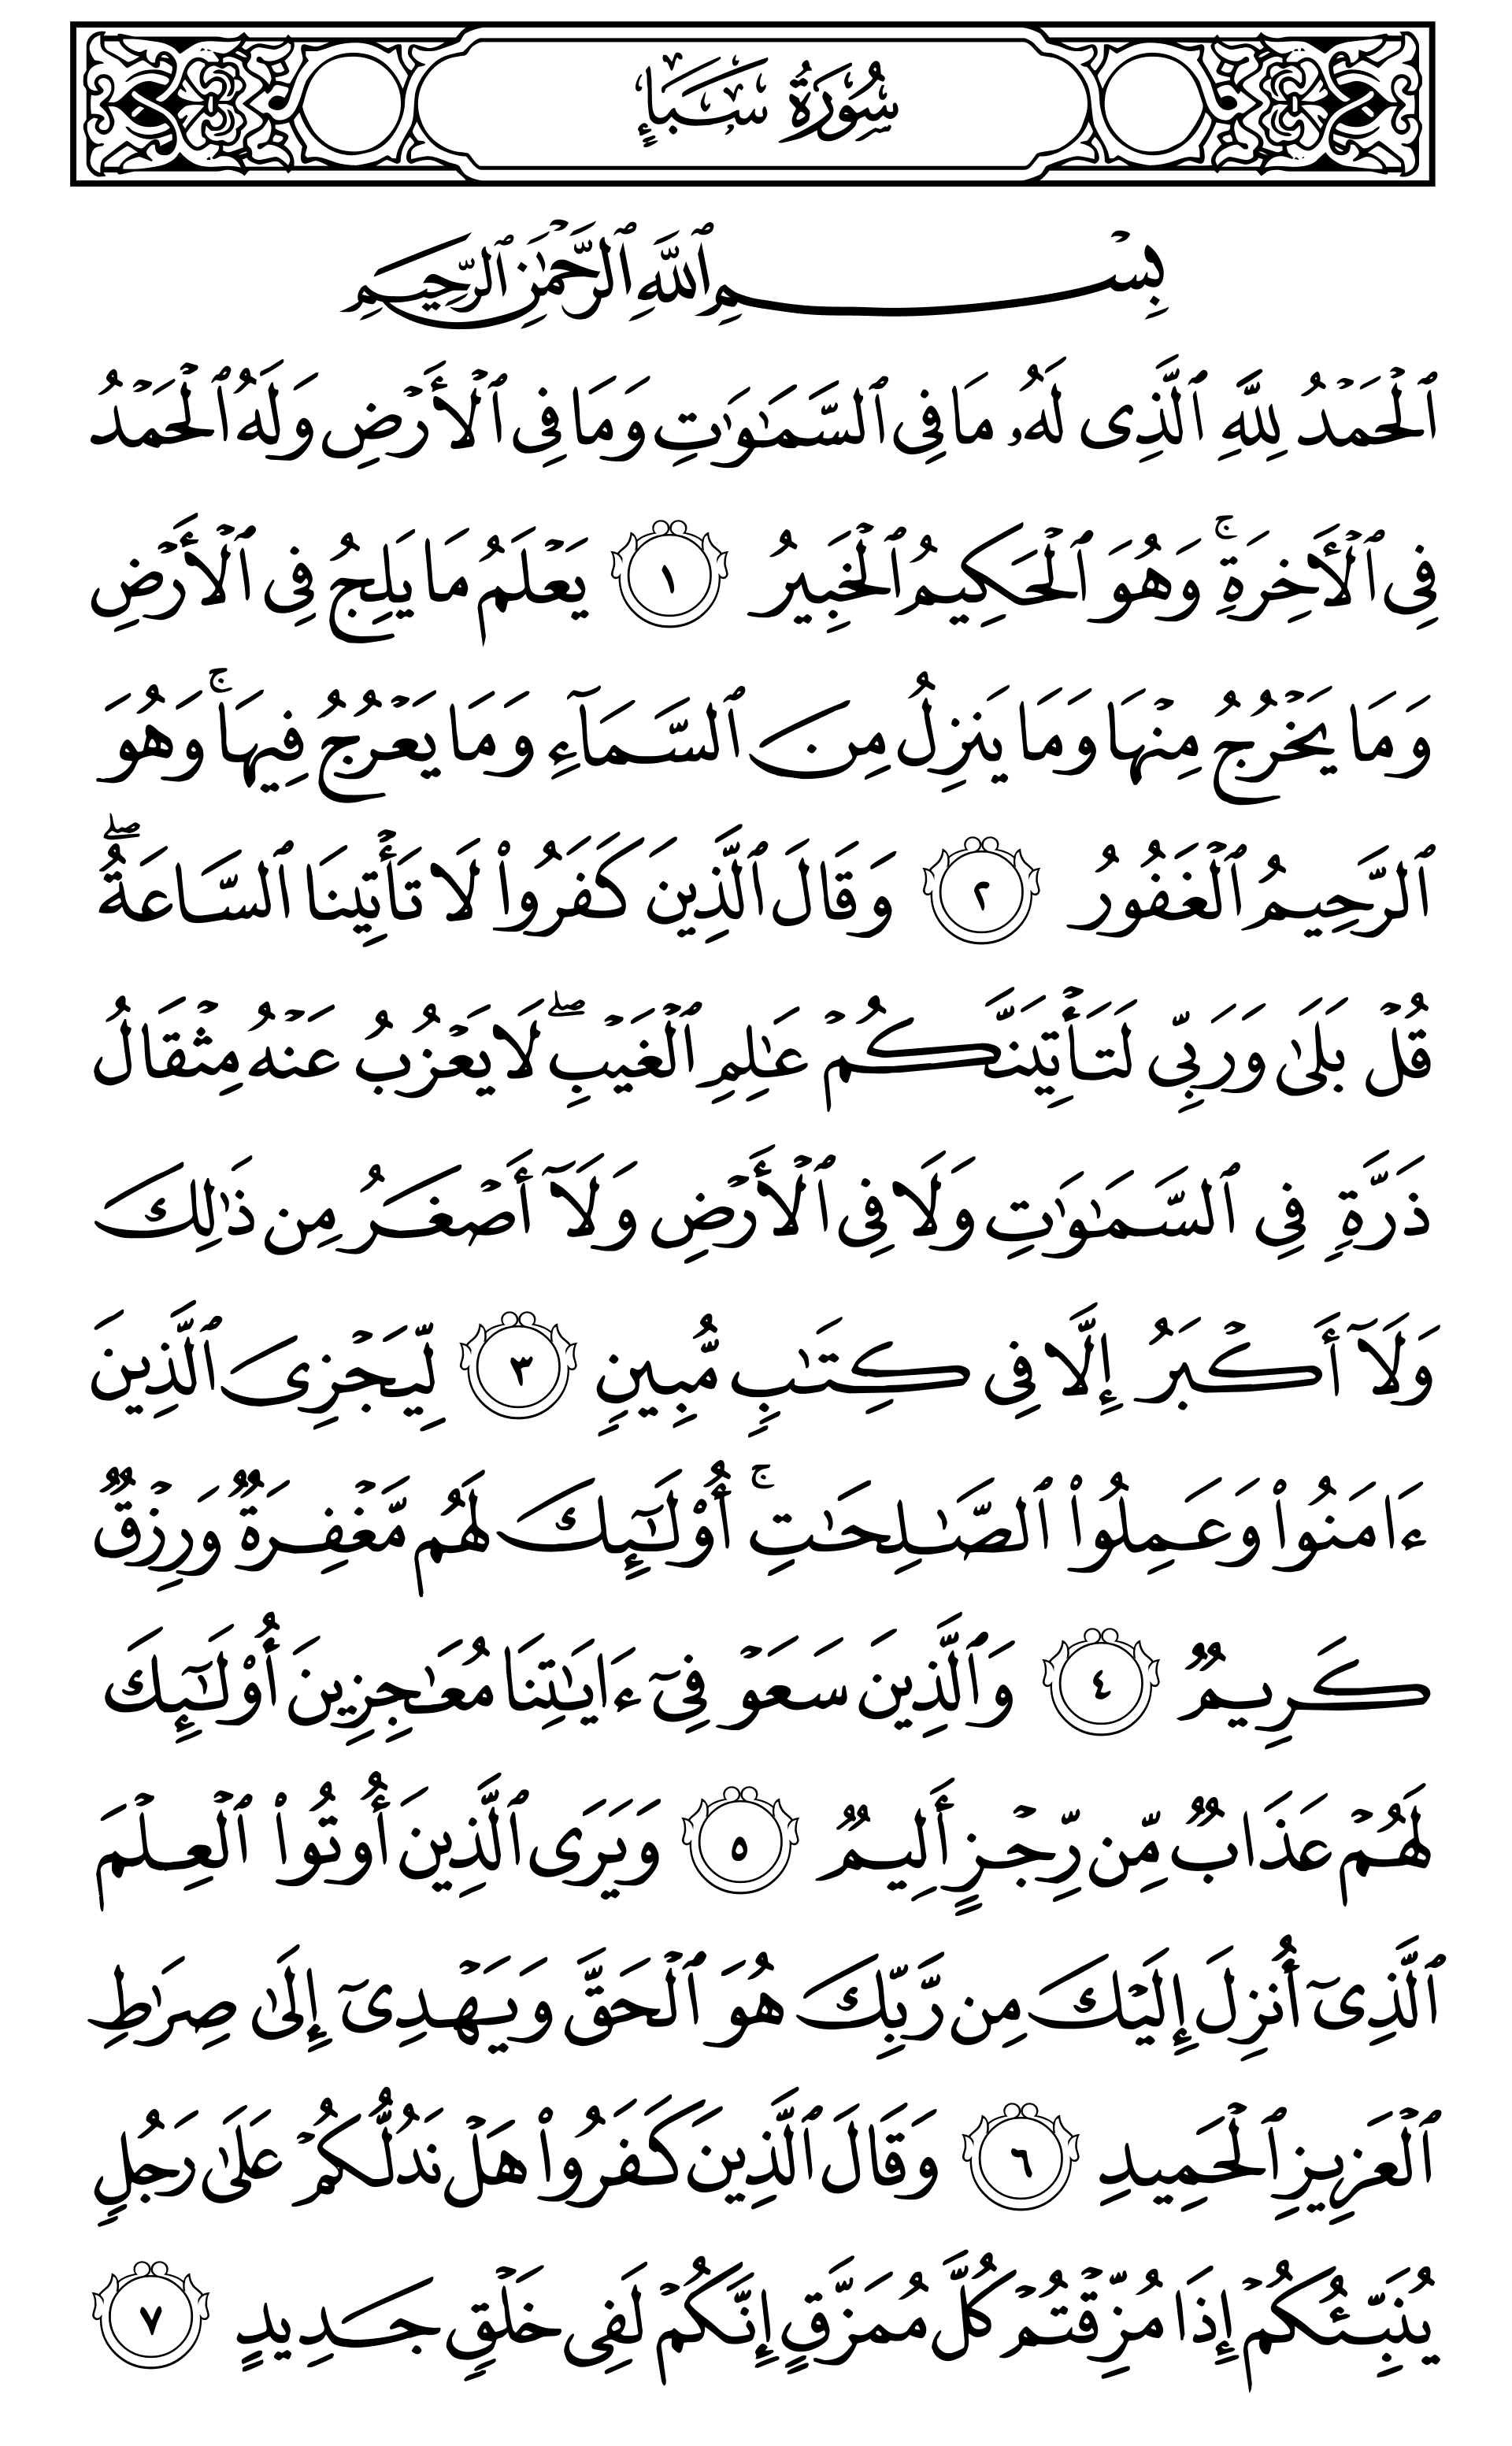 سُورَةُ سَبَإٍ
بِسْمِ ٱللَّهِ ٱلرَّحْمَٰنِ ٱلرَّحِيمِ
ٱلْحَمْدُ لِلَّهِ ٱلَّذِى لَهُۥ مَا فِى ٱلسَّمَٰوَٰتِ وَمَا فِى ٱلْأَرْضِ وَلَهُ ٱلْحَمْدُ
فِى ٱلْأَخِرَةِ ۚ وَهُوَ ٱلْحَكِيمُ ٱلْخَبِيرُ ١ يَعْلَمُ مَا يَلِجُ فِى ٱلْأَرْضِ
وَمَا يَخْرُجُ مِنْهَا وَمَا يَنزِلُ مِنَ ٱلسَّمَآءِ وَمَا يَعْرُجُ فِيهَا ۚ وَهُوَ
ٱلرَّحِيمُ ٱلْغَفُورُ ٢ وَقَالَ ٱلَّذِينَ كَفَرُوا۟ لَا تَأْتِينَا ٱلسَّاعَةُ ۖ
قُلْ بَلَىٰ وَرَبِّى لَتَأْتِيَنَّكُمْ عَٰلِمِ ٱلْغَيْبِ ۖ لَا يَعْزُبُ عَنْهُ مِثْقَالُ
ذَرَّةٍ فِى ٱلسَّمَٰوَٰتِ وَلَا فِى ٱلْأَرْضِ وَلَآ أَصْغَرُ مِن ذَٰلِكَ
وَلَآ أَكْبَرُ إِلَّا فِى كِتَٰبٍ مُّبِينٍ ٣ لِّيَجْزِىَ ٱلَّذِينَ
ءَامَنُوا۟ وَعَمِلُوا۟ ٱلصَّٰلِحَٰتِ ۚ أُو۟لَٰٓئِكَ لَهُم مَّغْفِرَةٌ وَرِزْقٌ
كَرِيمٌ ٤ وَٱلَّذِينَ سَعَوْ فِىٓ ءَايَٰتِنَا مُعَٰجِزِينَ أُو۟لَٰٓئِكَ
لَهُمْ عَذَابٌ مِّن رِّجْزٍ أَلِيمٌ ٥ وَيَرَى ٱلَّذِينَ أُوتُوا۟ ٱلْعِلْمَ
ٱلَّذِىٓ أُنزِلَ إِلَيْكَ مِن رَّبِّكَ هُوَ ٱلْحَقَّ وَيَهْدِىٓ إِلَىٰ صِرَٰطِ
ٱلْعَزِيزِ ٱلْحَمِيدِ ٦ وَقَالَ ٱلَّذِينَ كَفَرُوا۟ هَلْ نَدُلُّكُمْ عَلَىٰ رَجُلٍ
يُنَبِّئُكُمْ إِذَا مُزِّقْتُمْ كُلَّ مُمَزَّقٍ إِنَّكُمْ لَفِى خَلْقٍ جَدِيدٍ ٧